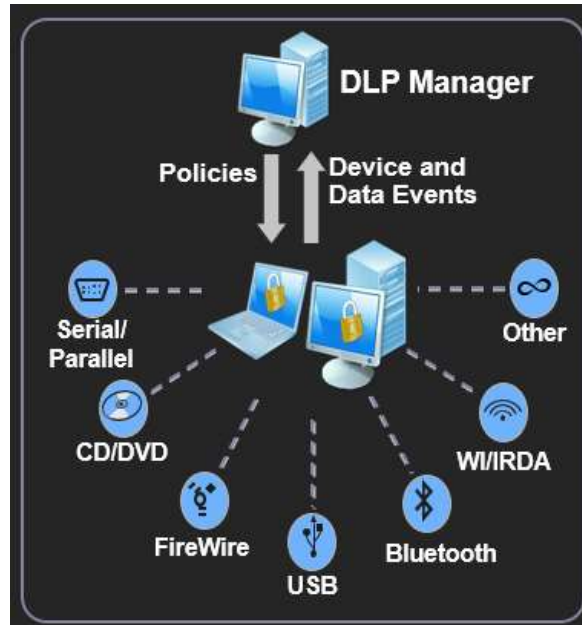 DLP Manager
Policies
Device and
Data Events
Serial/
Parallel
Other
CD/DVD
WI/IRDA
FireWire
Bluetooth
USB